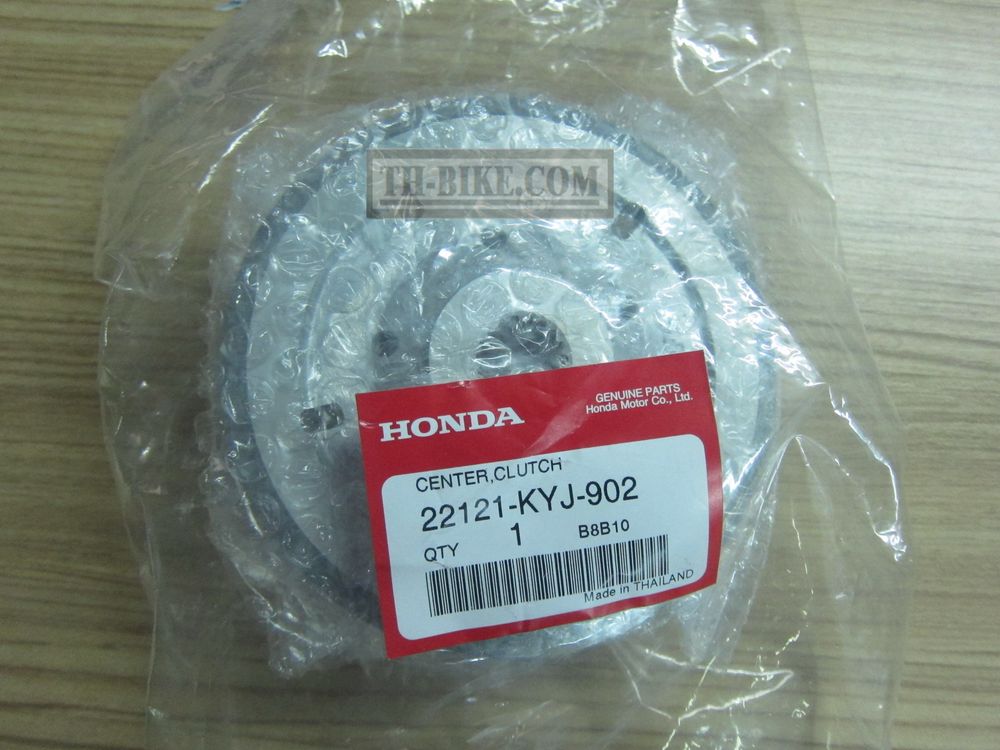 TH-BIKE.COM
HONDA
GENUINE PARTS
Honda Motor Co., Ltd.
CENTER,CLUTCH
22121-KYJ-902
QTY 1 B8B10
Made in THAILAND